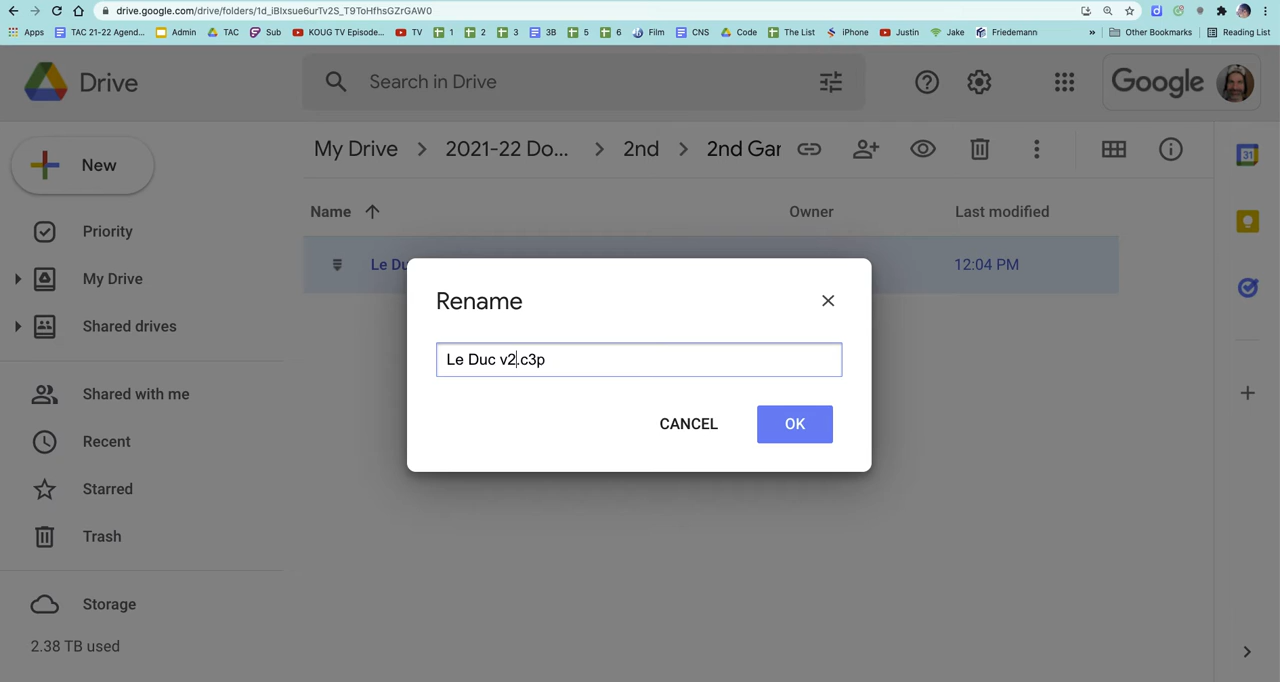 drive.google.com/drive/folders/1d_iBIxsue6urTv2S_T9ToHfhsGZrGAW0
Apps TAC 21-22 Agend... Admin TAC Sub KOUG TV Episode... TV 1 2 3 3B 5 6 Film CNS Code The List iPhone Justin Jake Friedemann » Other Bookmarks Reading List
Drive
Search in Drive
Google
New
My Drive > 2021-22 Do... > 2nd > 2nd Gar
31
Priority
My Drive
Shared drives
Shared with me
Recent
Starred
Trash
Storage
2.38 TB used
Name
Owner
Last modified
Le Du
12:04 PM
Rename
Le Duc v2.c3p
CANCEL
OK